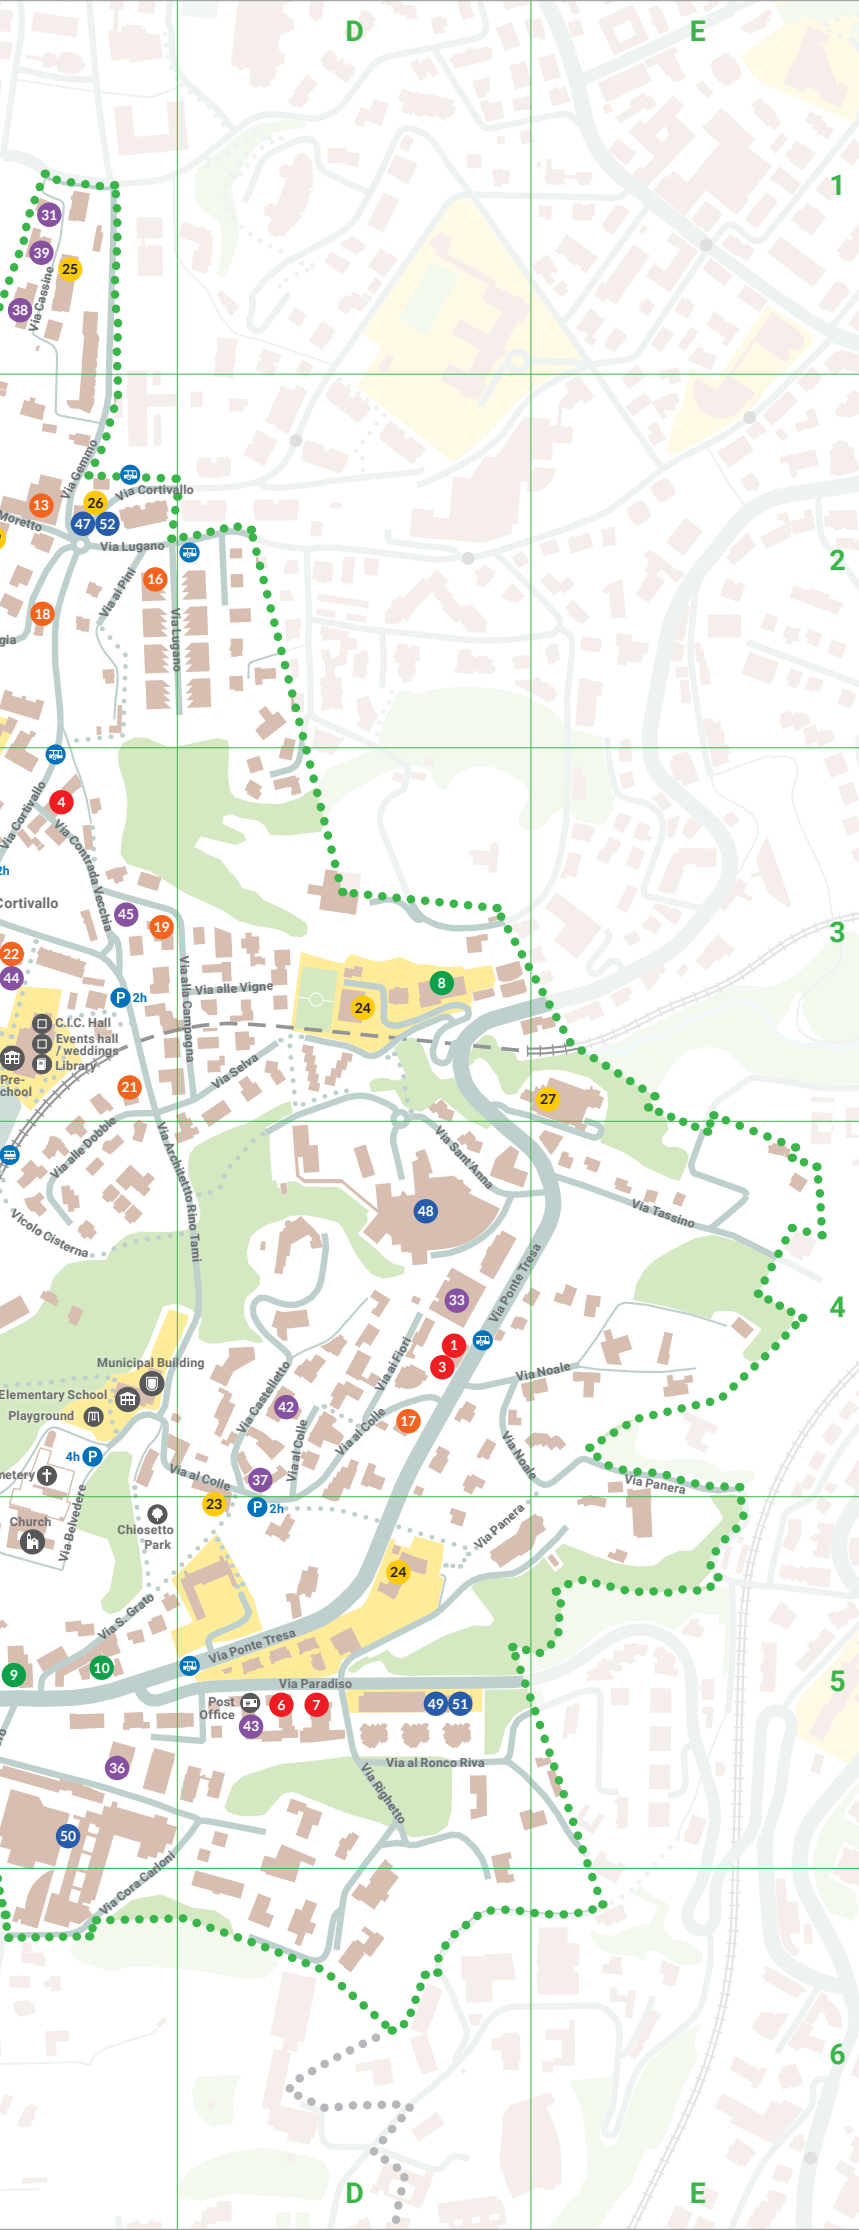 D
E
1
31
39
25
38
Via Cassine
Via Gemmo
Via Cortivallo
13
26
47
52
Moretto
Via Lugano
2
16
Via ai Pini
18
Via Lugano
gia
Via Cortivallo
4
Via Contrada Vecchia
2h
Cortivallo
45
19
3
22
44
Via alla Campagna
Via alle Vigne
8
P 2h
24
C.I.C. Hall
Events hall
/ weddings
Library
Pre-
chool
Via Selva
21
27
Via alle Dobbie
Via Architetto Rino Tami
Via Sant'Anna
Vicolo Cisterna
48
Via Tassino
Via Ponte Tresa
33
4
1
3
Municipal Building
Elementary School
Playground
Via ai Fiori
Via Noale
Via Castelletto
42
17
Via al Colle
Via al Colle
Via Noale
4h P
metery
Via al Colle
37
Via Panera
23
P 2h
Church
Via Belvedere
Chiosetto
Park
Via Panera
24
Via S. Grato
Via Ponte Tresa
9
10
5
Via Paradiso
Post
Office
6
7
49
51
43
36
Via al Ronco Riva
Via Righetto
50
Via Cora Carloni
6
D
E